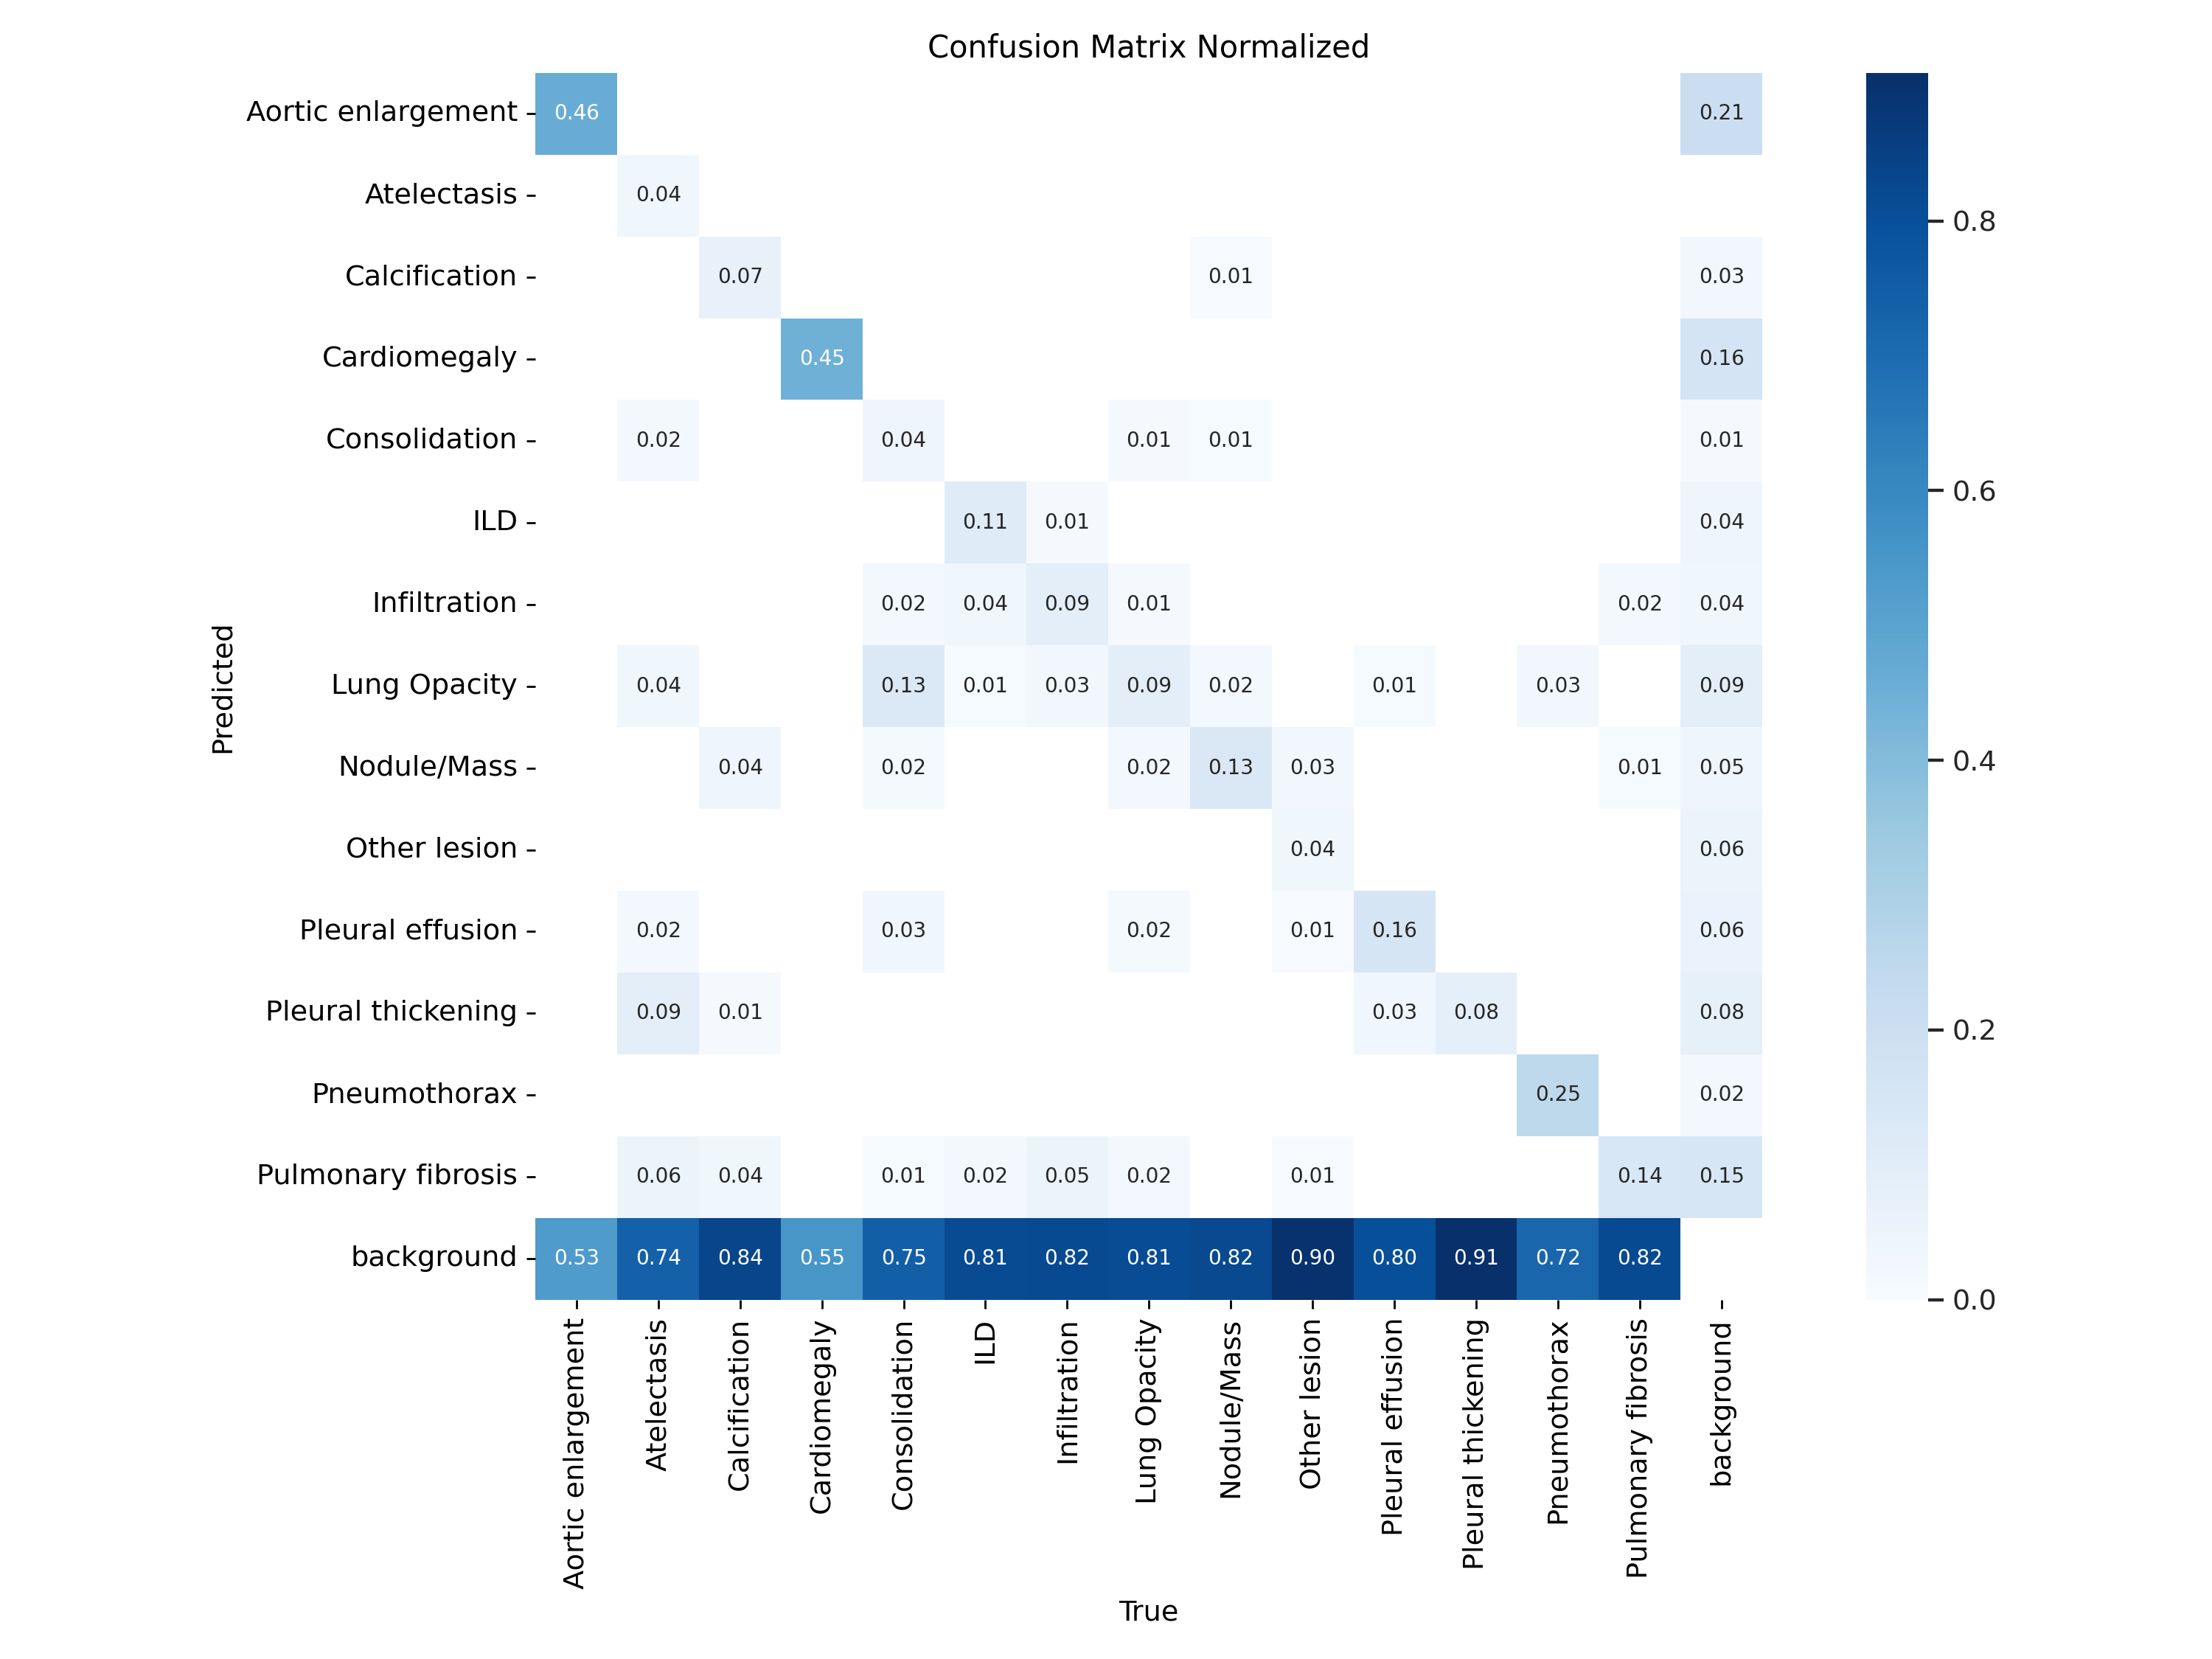 Confusion Matrix Normalized
Aortic enlargement 0.46 0.21
Atelectasis 0.04
Calcification 0.07 0.01 0.03
Cardiomegaly 0.45 0.16
Consolidation 0.02 0.04 0.01 0.01 0.01
ILD 0.11 0.01 0.04
Infiltration 0.02 0.04 0.09 0.01 0.02 0.04
Lung Opacity 0.04 0.13 0.01 0.03 0.09 0.02 0.01 0.03 0.09
Nodule/Mass 0.04 0.02 0.02 0.13 0.03 0.01 0.05
Other lesion 0.04 0.06
Pleural effusion 0.02 0.03 0.02 0.01 0.16 0.06
Pleural thickening 0.09 0.01 0.03 0.08 0.08
Pneumothorax 0.25 0.02
Pulmonary fibrosis 0.06 0.04 0.01 0.02 0.05 0.02 0.01 0.14 0.15
background 0.53 0.74 0.84 0.55 0.75 0.81 0.82 0.81 0.82 0.90 0.80 0.91 0.72 0.82
Predicted
Aortic enlargement
Atelectasis
Calcification
Cardiomegaly
Consolidation
ILD
Infiltration
Lung Opacity
Nodule/Mass
Other lesion
Pleural effusion
Pleural thickening
Pneumothorax
Pulmonary fibrosis
background
True
0.8
0.6
0.4
0.2
0.0